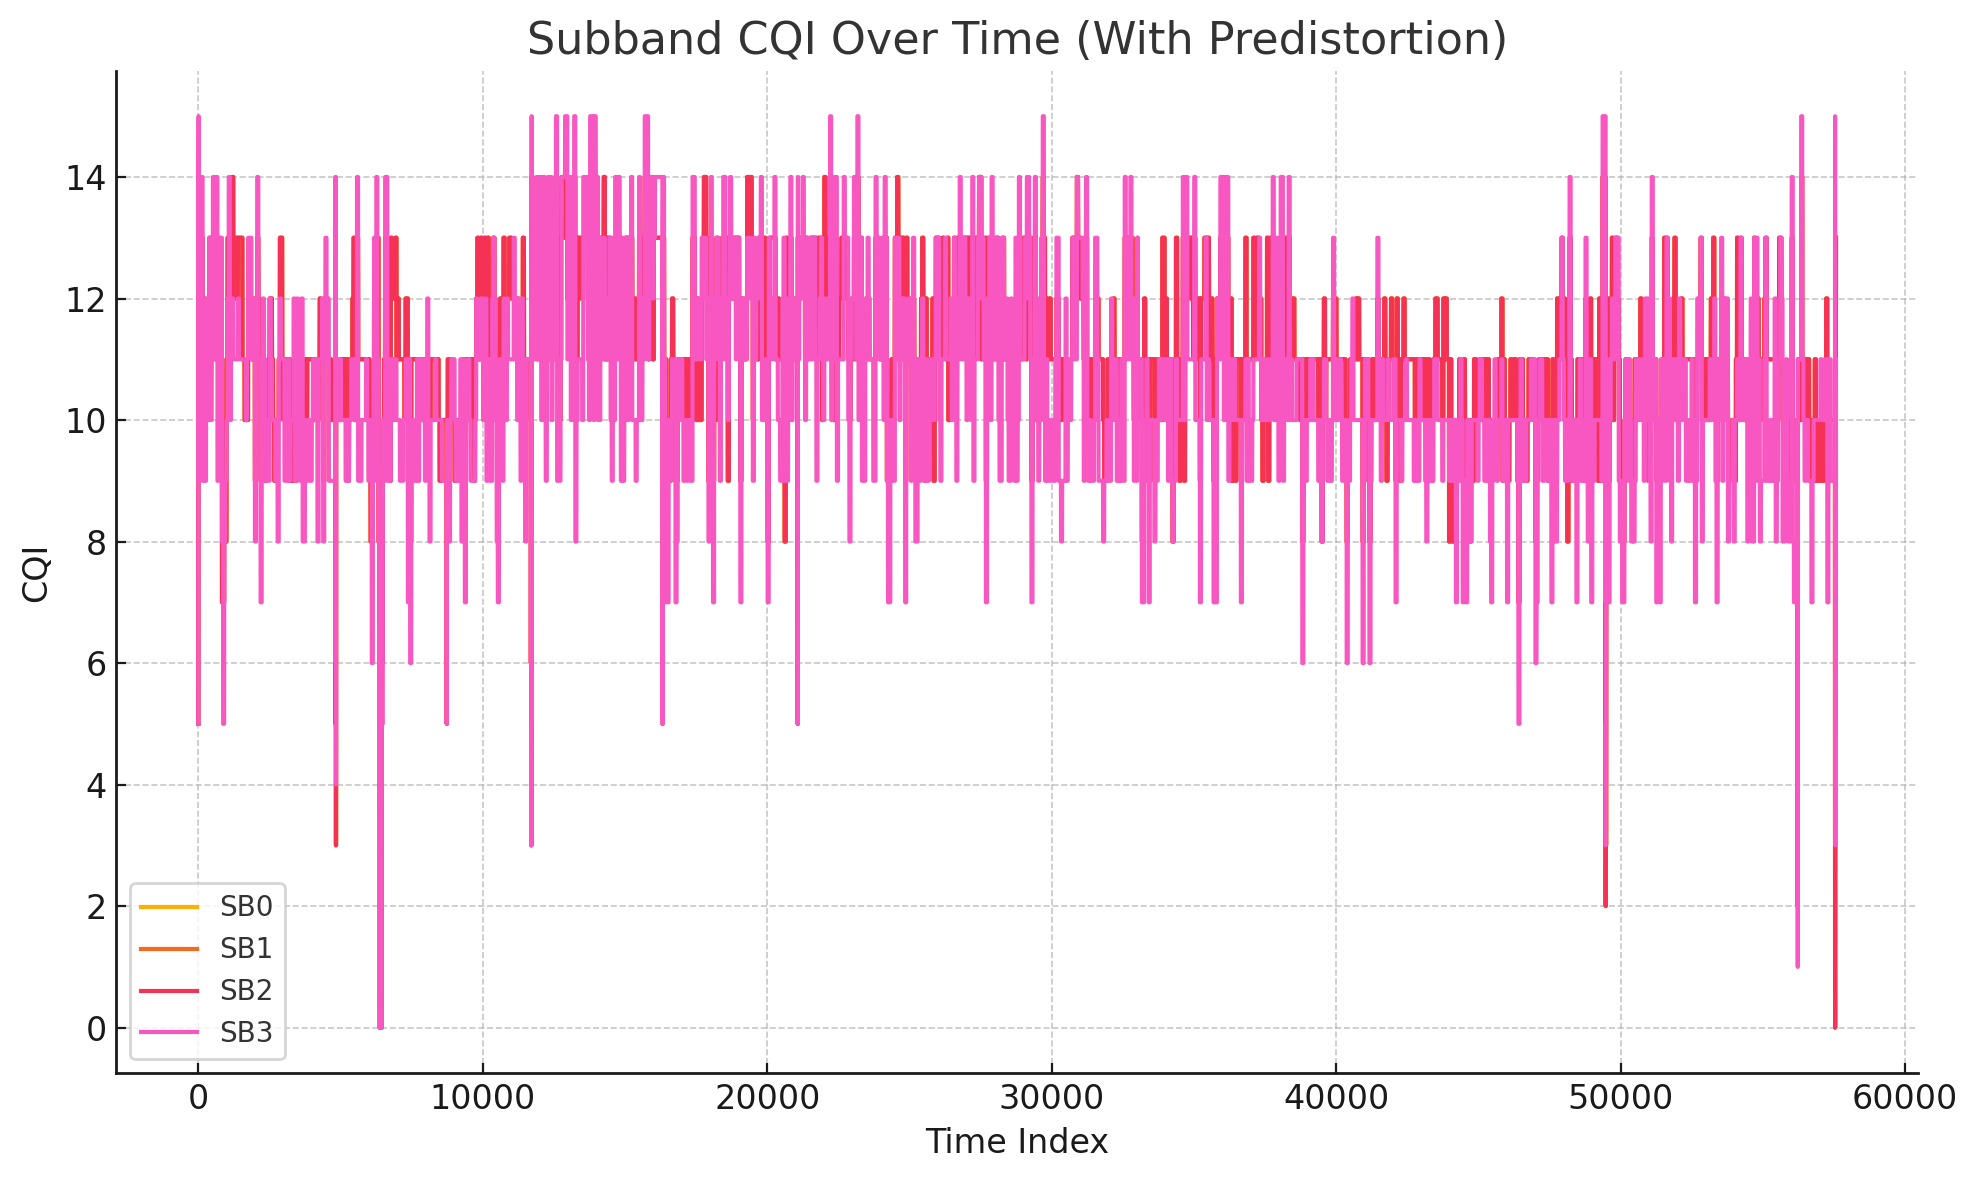 Subband CQI Over Time (With Predistortion)
14
12
10
8
6
4
2
0
CQI
SB0
SB1
SB2
SB3
0 10000 20000 30000 40000 50000 60000
Time Index